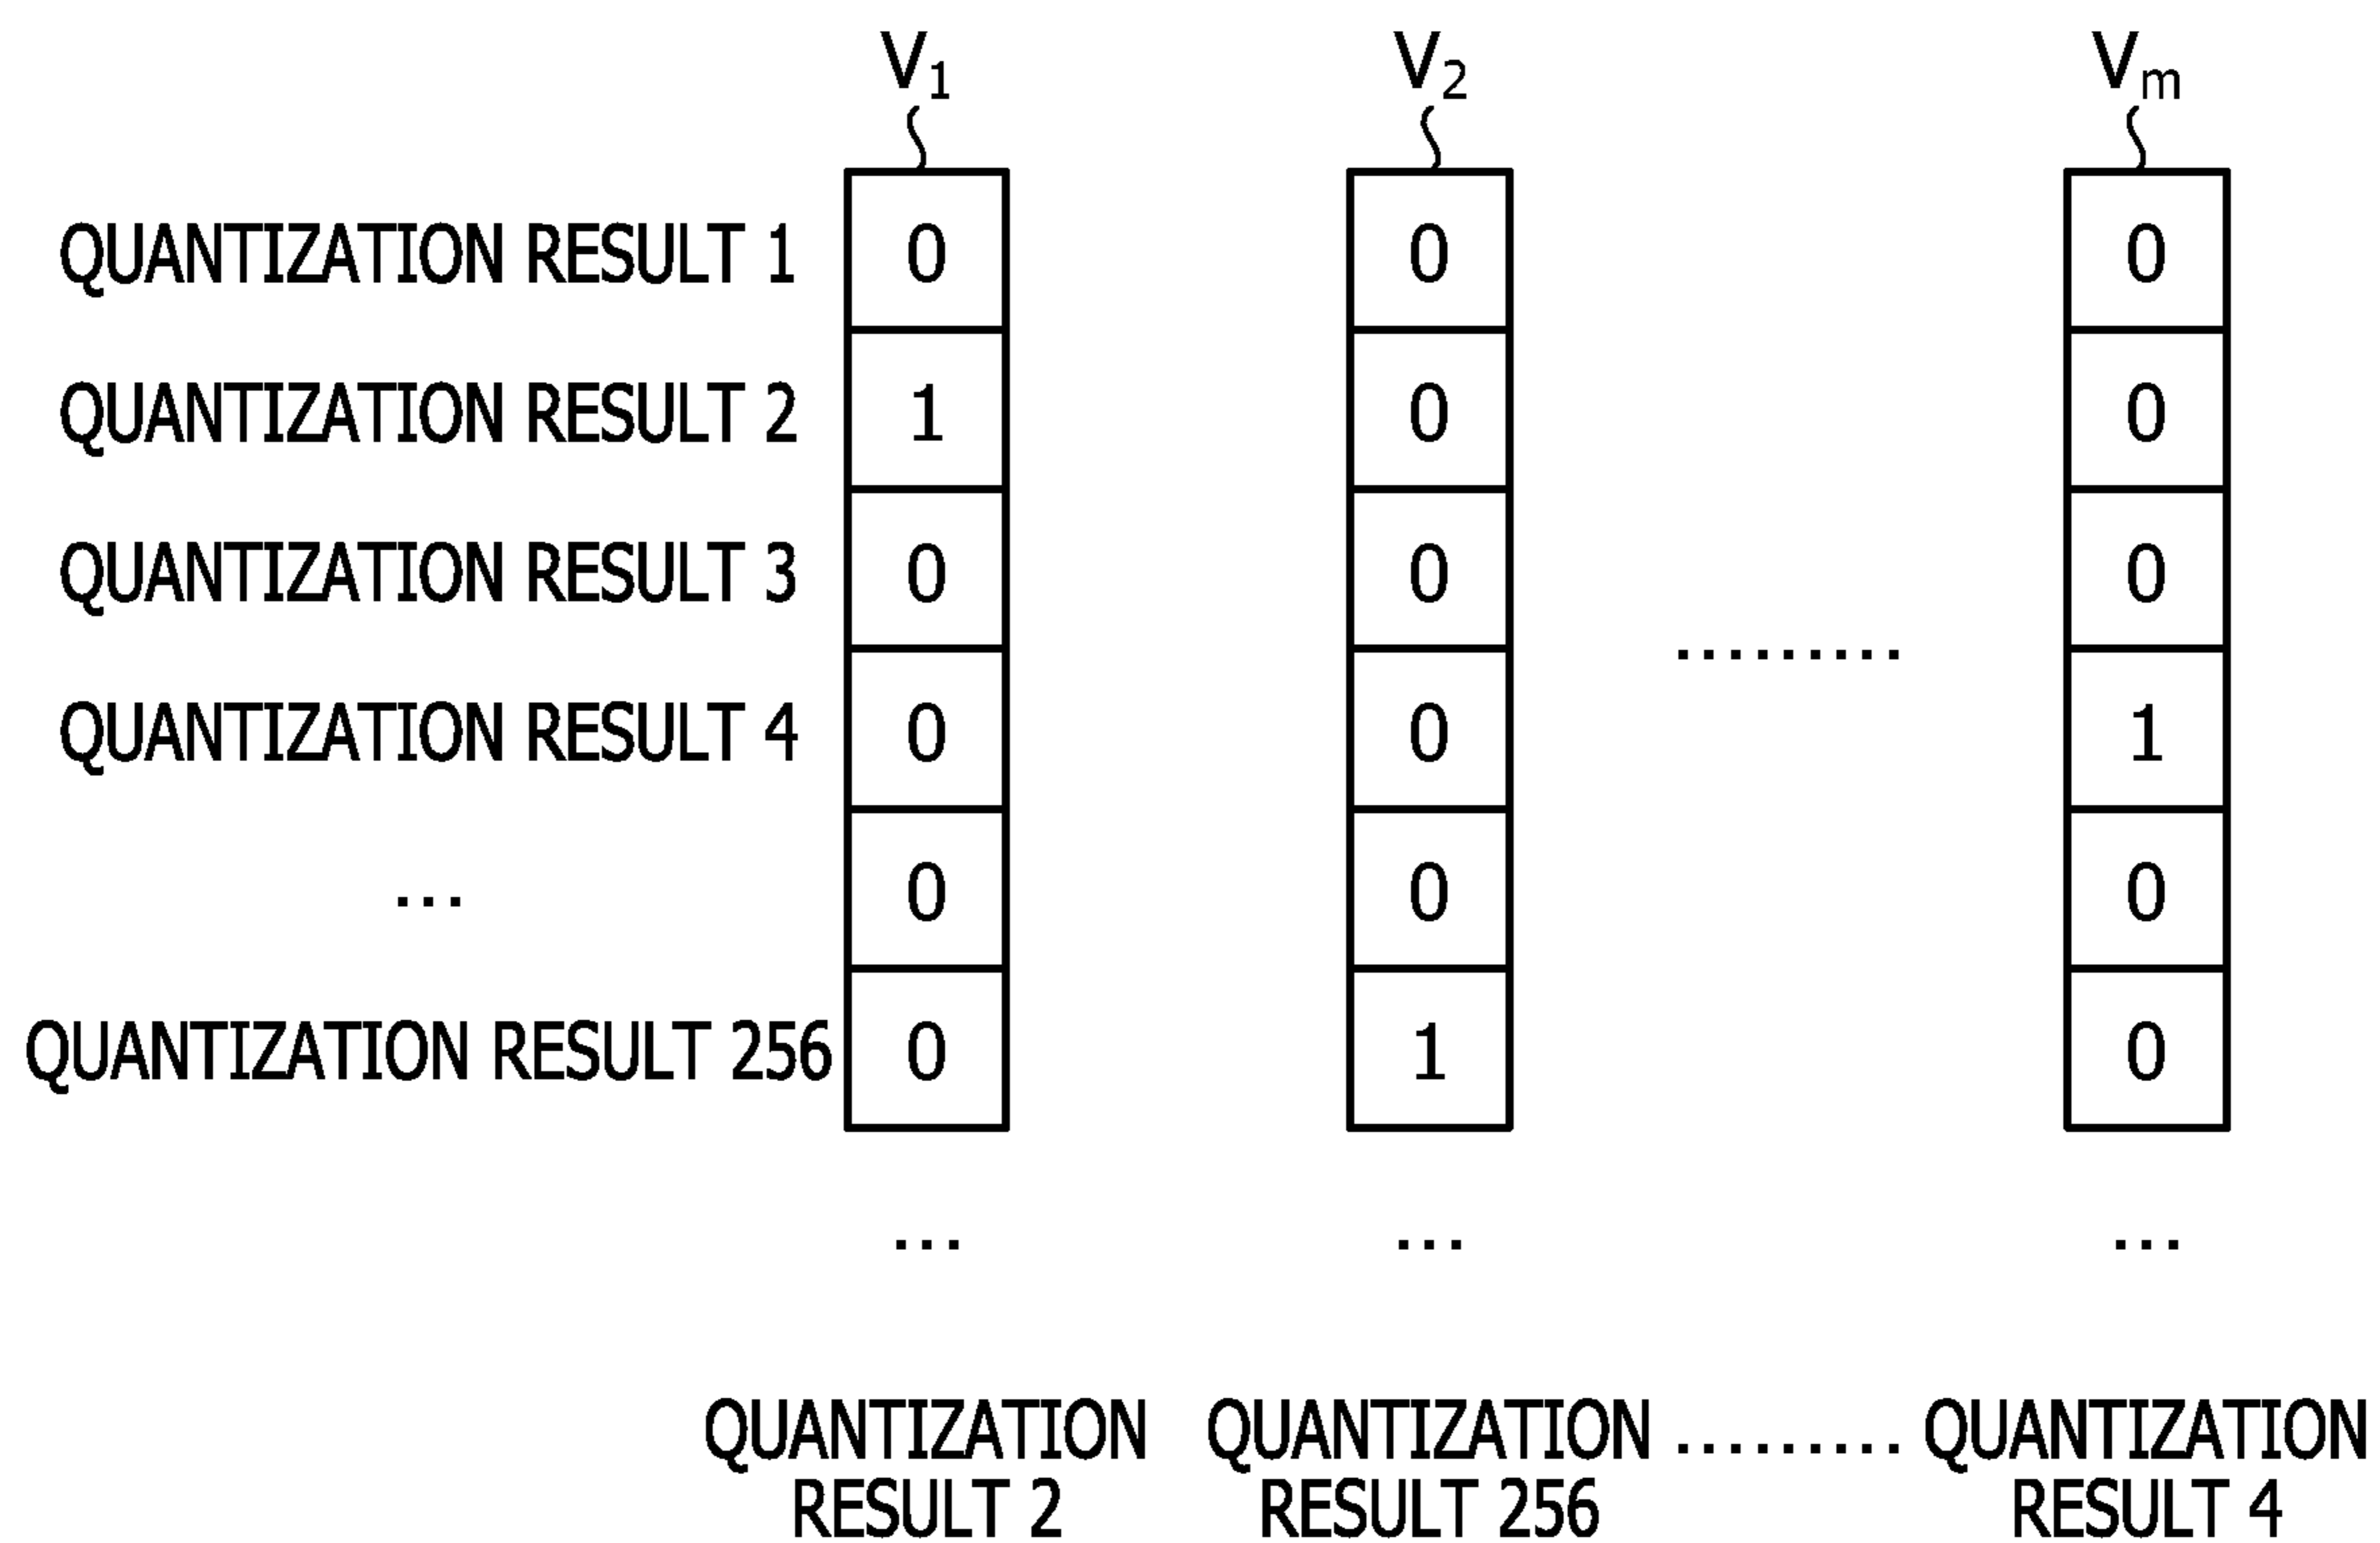 V1 V2 Vm
QUANTIZATION RESULT 1 0 0 0
QUANTIZATION RESULT 2 1 0 0
QUANTIZATION RESULT 3 0 0 0
.........
QUANTIZATION RESULT 4 0 0 1
... 0 0 0
QUANTIZATION RESULT 256 0 1 0
... ... ...
QUANTIZATION QUANTIZATION ......... QUANTIZATION
RESULT 2 RESULT 256 RESULT 4